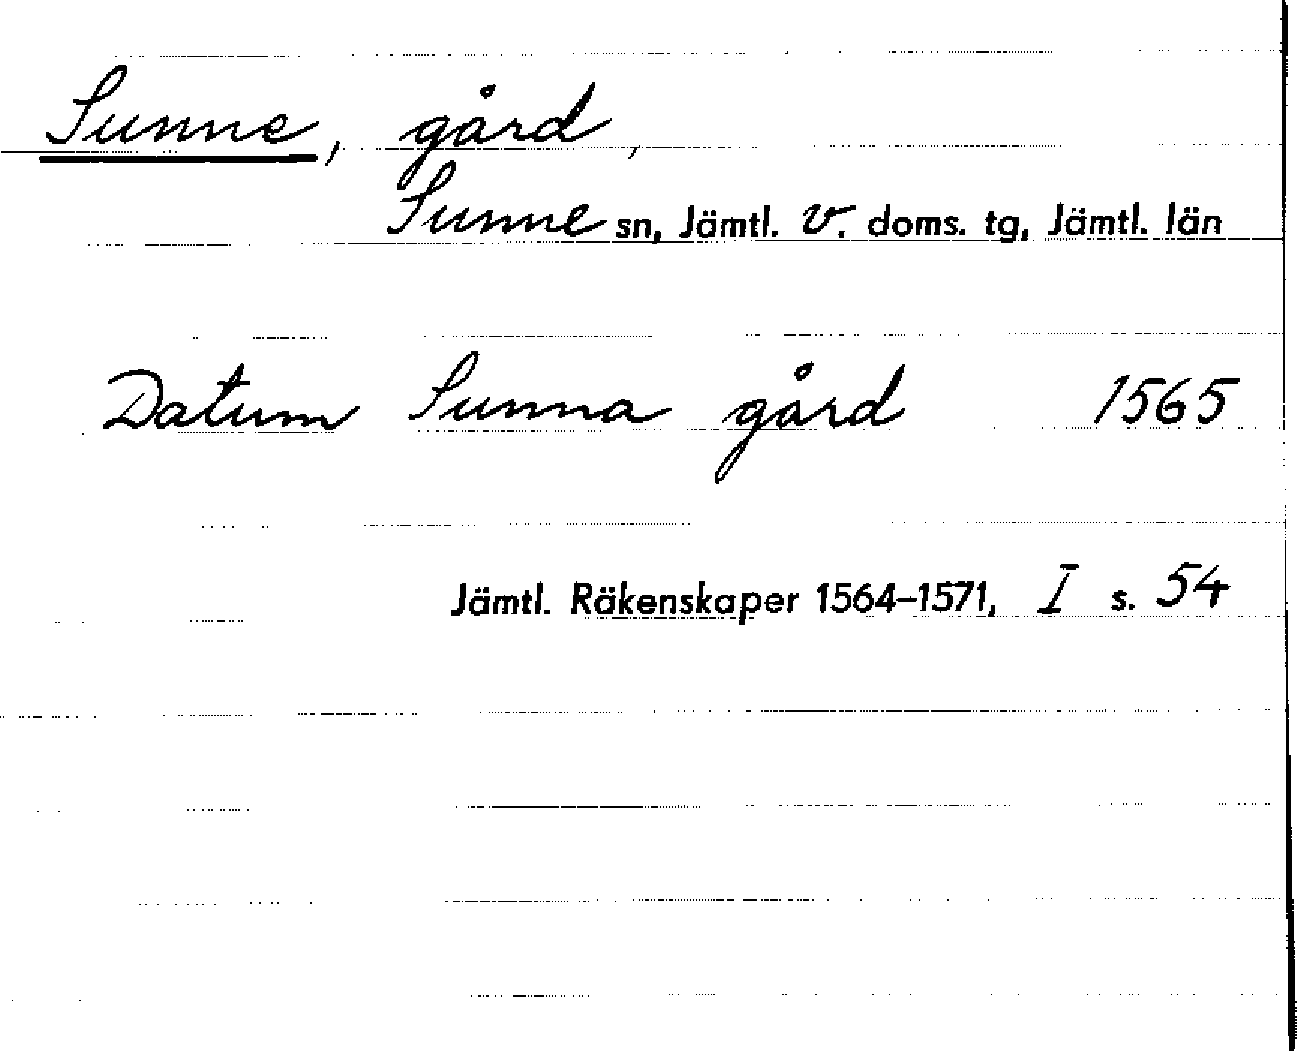 Sunne, gård,
Sunne sn, Jämtl. v. doms. tg, Jämtl. län
Datum Sunna gård 1565
Jämtl. Räkenskaper 1564–1571, I s. 54